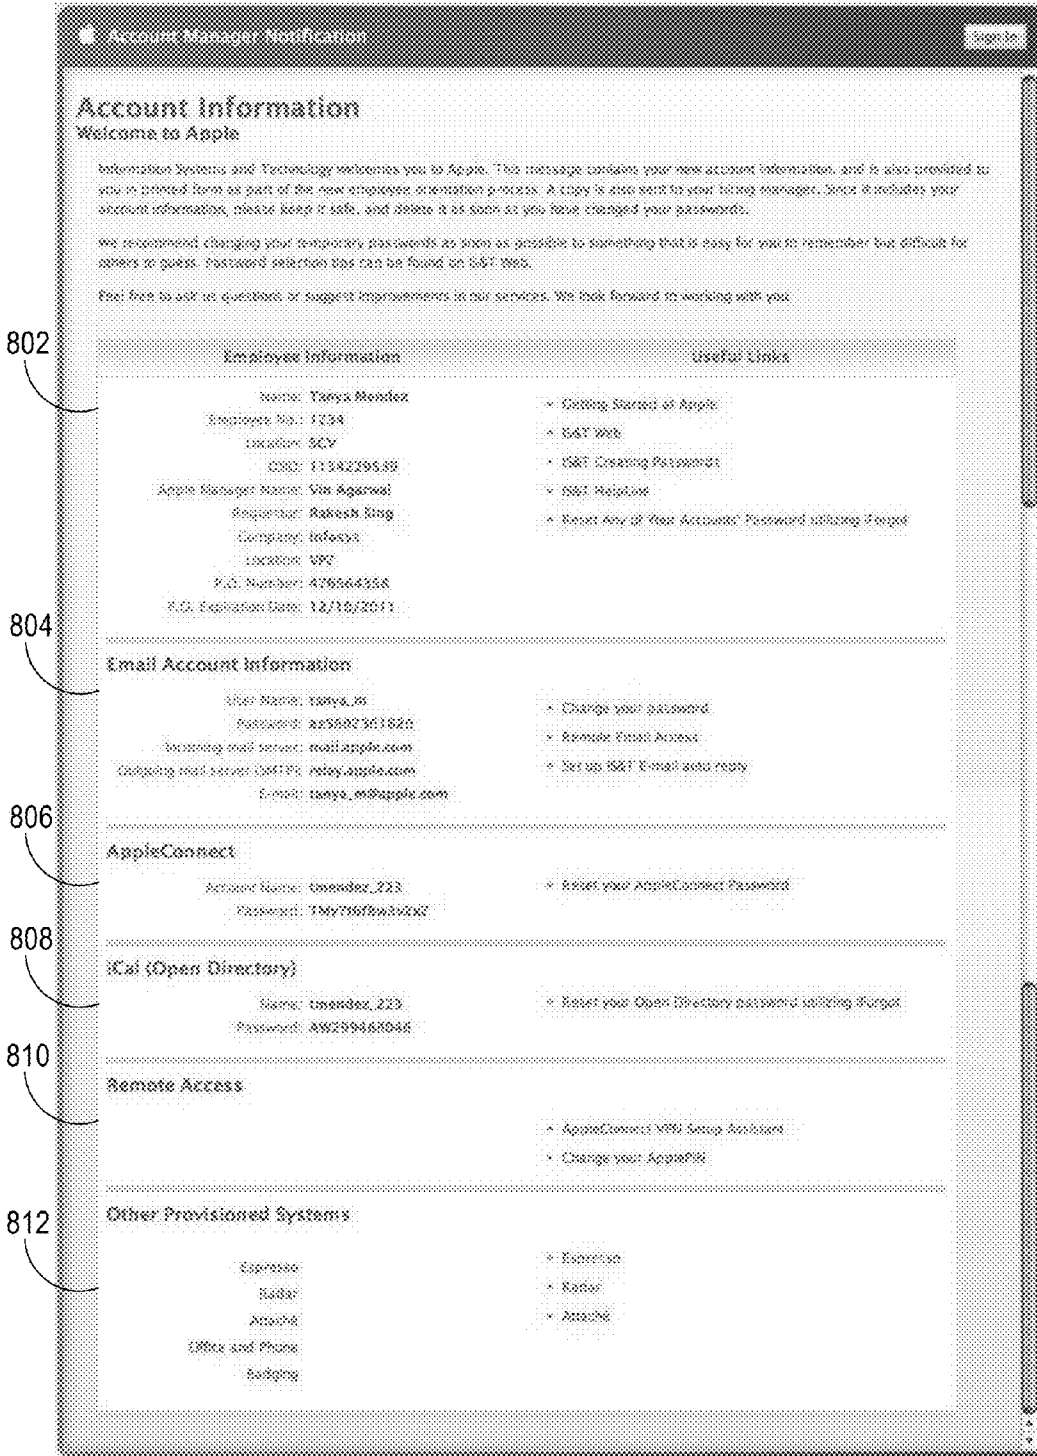 Account Manager Notification
Sign In
Account Information
Welcome to Apple
Information Systems and Technology welcomes you to Apple. This message contains your new account information, and is also provided to
you in printed form as part of the new employee orientation process. A copy is also sent to your hiring manager. Since it includes your
account information, please keep it safe, and delete it as soon as you have changed your passwords.
We recommend changing your temporary passwords as soon as possible to something that is easy for you to remember but difficult for
others to guess. Password selection tips can be found on IS&T Web.
Feel free to ask us questions or suggest improvements in our services. We look forward to working with you
802
Employee Information
Useful Links
Name: Tanya Mendez
Employee No.: 1234
Location: SCV
DSID: 1134229539
Apple Manager Name: Vin Agarwal
Requestor: Rakesh Sing
Company: Infosys
Location: VPZ
P.O. Number: 479564358
P.O. Expiration Date: 12/10/2011
• Getting Started at Apple
• IS&T Web
• IS&T Creating Passwords
• IS&T HelpLine
• Reset Any of Your Accounts' Password utilizing iForgot
804
Email Account Information
User Name: tanya_m
Password:
Incoming mail server: mail.apple.com
Outgoing mail server (SMTP): relay.apple.com
E-mail: tanya_m@apple.com
• Change your password
• Remote Email Access
• Set up IS&T E-mail auto reply
806
AppleConnect
Account Name: tmendez_223
Password:
• Reset your AppleConnect Password
808
iCal (Open Directory)
Name: tmendez_223
Password:
• Reset your Open Directory password utilizing iForgot
810
Remote Access
• AppleConnect VPN Setup Assistant
• Change your ApplePIN
812
Other Provisioned Systems
Espresso
Radar
Attaché
Office and Phone
Badging
• Espresso
• Radar
• Attaché